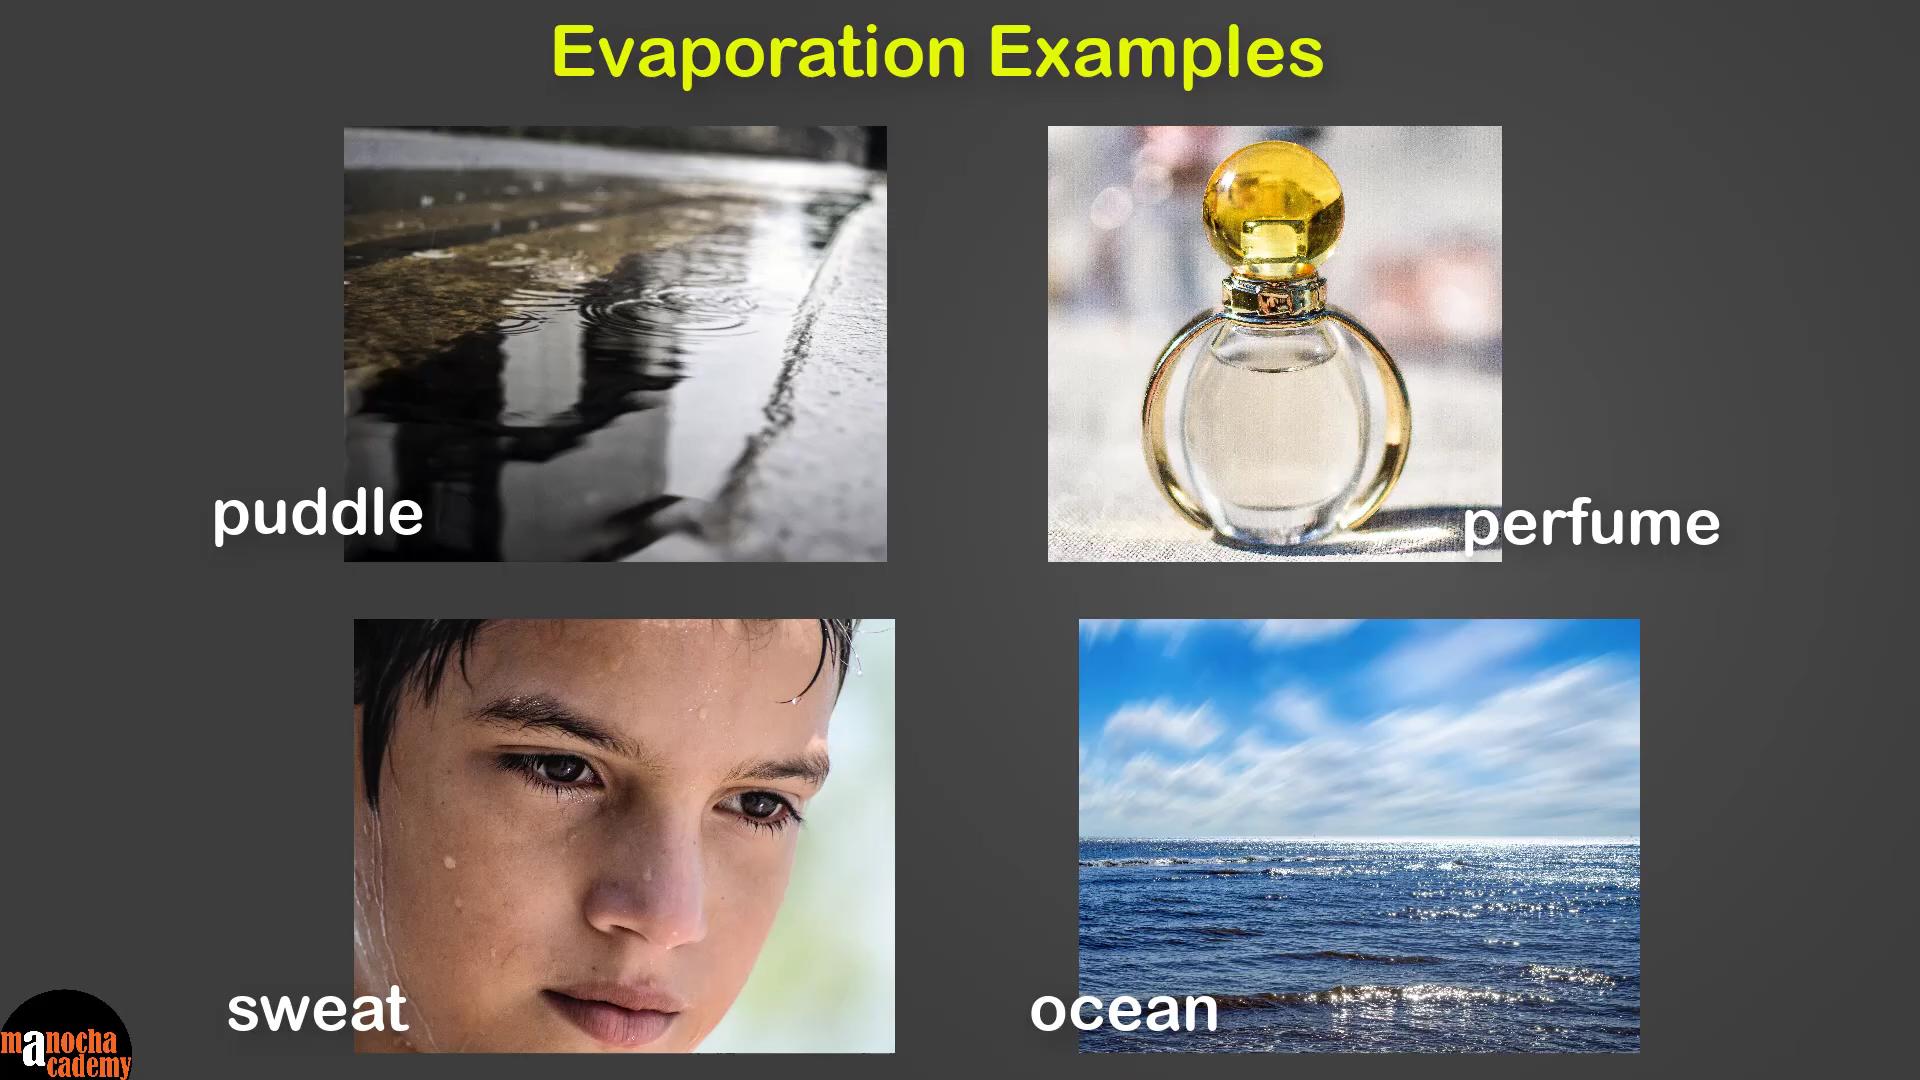 Evaporation Examples
puddle
perfume
sweat
ocean
manocha
academy